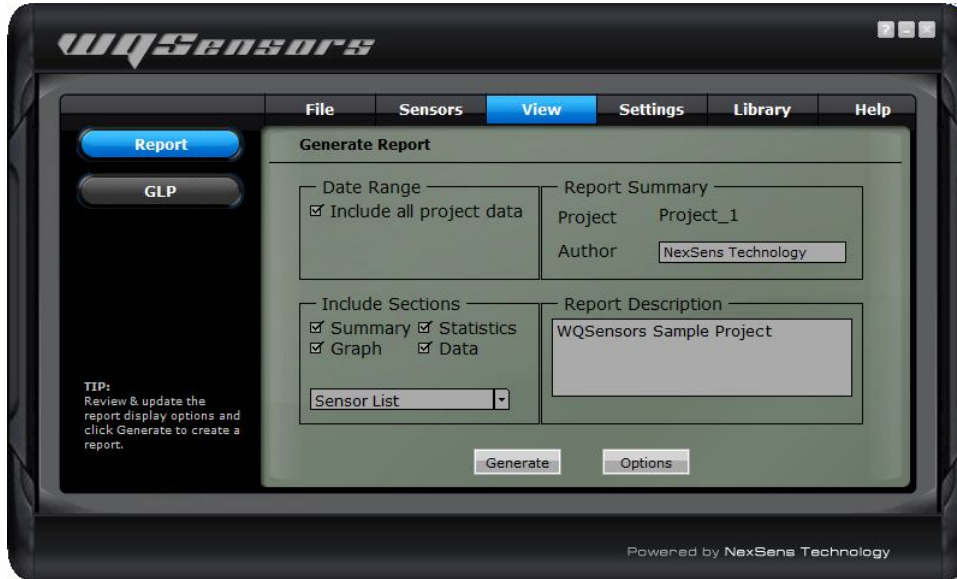 WQSensors
? - x
File Sensors View Settings Library Help
Report
GLP
TIP:
Review & update the
report display options and
click Generate to create a
report.
Generate Report
Date Range
Include all project data
Report Summary
Project Project_1
Author NexSens Technology
Include Sections
Summary Statistics
Graph Data
Sensor List
Report Description
WQSensors Sample Project
Generate Options
Powered by NexSens Technology